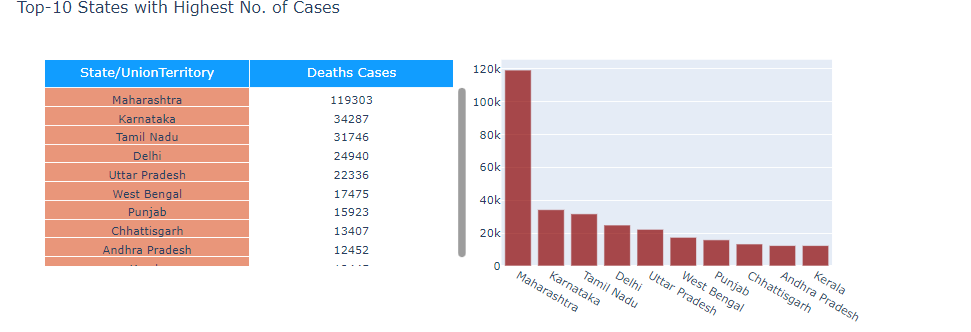 Top-10 States with Highest No. of Cases
State/UnionTerritory Deaths Cases
Maharashtra 119303
Karnataka 34287
Tamil Nadu 31746
Delhi 24940
Uttar Pradesh 22336
West Bengal 17475
Punjab 15923
Chhattisgarh 13407
Andhra Pradesh 12452
120k
100k
80k
60k
40k
20k
0
Maharashtra
Karnataka
Tamil Nadu
Delhi
Uttar Pradesh
West Bengal
Punjab
Chhattisgarh
Andhra Pradesh
Kerala